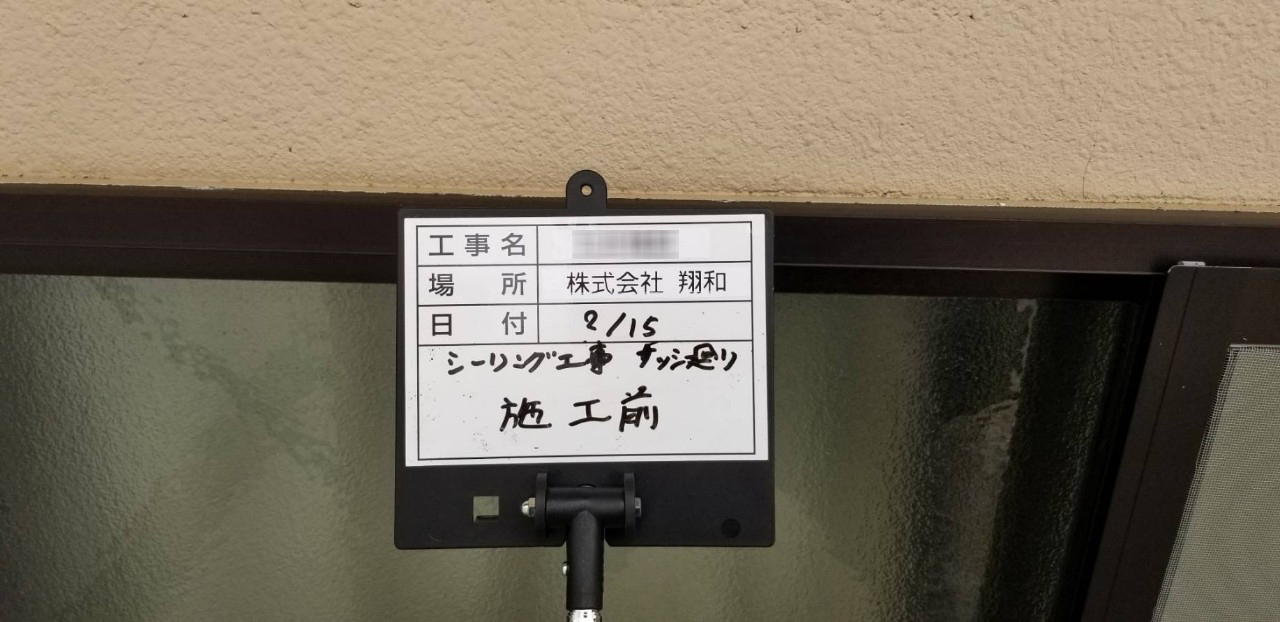 工事名
場所 株式会社 翔和
日付 2/15
シーリング工事 サッシ廻り
施工前